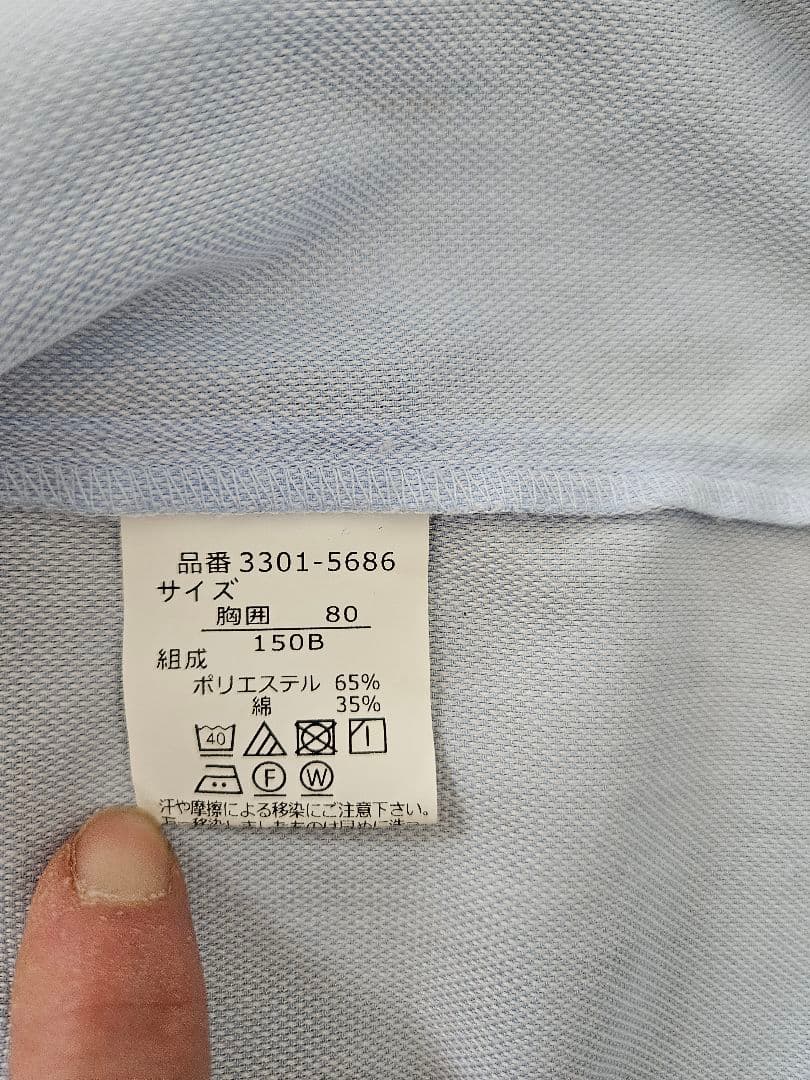 品番 3301-5686
サイズ
胸囲 80
150B
組成
ポリエステル 65%
綿 35%
40
F W
汗や摩擦による移染にご注意下さい。